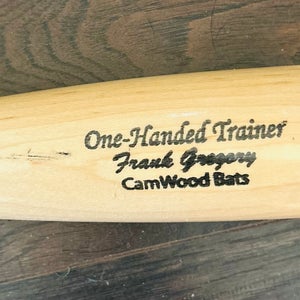 One-Handed Trainer
Frank Gregory
CamWood Bats